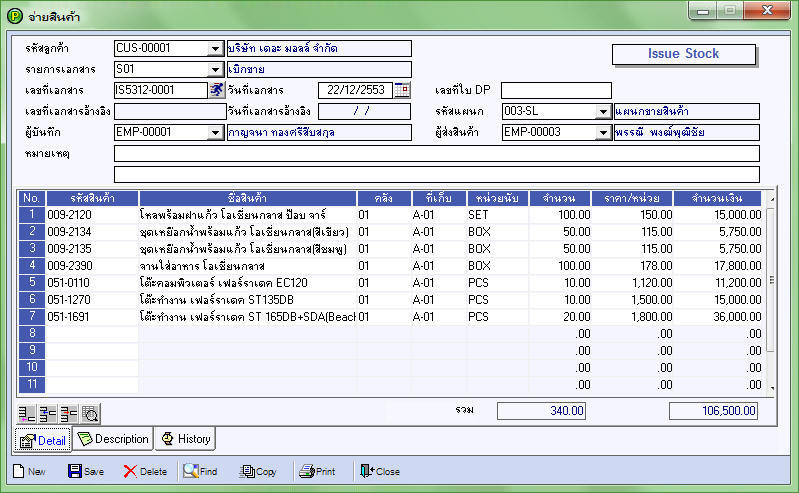 จ่ายสินค้า
รหัสลูกค้า CUS-00001 บริษัท เดอะ มอลล์ จำกัด
Issue Stock
รายการเอกสาร S01 เบิกขาย
เลขที่เอกสาร IS5312-0001 วันที่เอกสาร 22/12/2553 เลขที่ใบ DP
เลขที่เอกสารอ้างอิง วันที่เอกสารอ้างอิง / / รหัสแผนก 003-SL แผนกขายสินค้า
ผู้บันทึก EMP-00001 กาญจนา ทองศรีสืบสกุล ผู้ส่งสินค้า EMP-00003 พรรณี พงฒ์พุฒิชัย
หมายเหตุ
No. รหัสสินค้า ชื่อสินค้า คลัง ที่เก็บ หน่วยนับ จำนวน ราคา/หน่วย จำนวนเงิน
1 009-2120 โหลพร้อมฝาแก้ว โอเชี่ยนกลาส ป๊อบ จาร์ 01 A-01 SET 100.00 150.00 15,000.00
2 009-2134 ชุดเหยือกน้ำพร้อมแก้ว โอเชี่ยนกลาส(สีเขียว) 01 A-01 BOX 50.00 115.00 5,750.00
3 009-2135 ชุดเหยือกน้ำพร้อมแก้ว โอเชี่ยนกลาส(สีชมพู) 01 A-01 BOX 50.00 115.00 5,750.00
4 009-2390 จานใส่อาหาร โอเชี่ยนกลาส 01 A-01 BOX 100.00 178.00 17,800.00
5 051-0110 โต๊ะคอมพิวเตอร์ เฟอร์ราเดค EC120 01 A-01 PCS 10.00 1,120.00 11,200.00
6 051-1270 โต๊ะทำงาน เฟอร์ราเดค ST135DB 01 A-01 PCS 10.00 1,500.00 15,000.00
7 051-1691 โต๊ะทำงาน เฟอร์ราเดค ST 165DB+SDA(Beach 01 A-01 PCS 20.00 1,800.00 36,000.00
8 .00 .00 .00
9 .00 .00 .00
10 .00 .00 .00
11 .00 .00 .00
รวม 340.00 106,500.00
Detail Description History
New Save Delete Find Copy Print Close